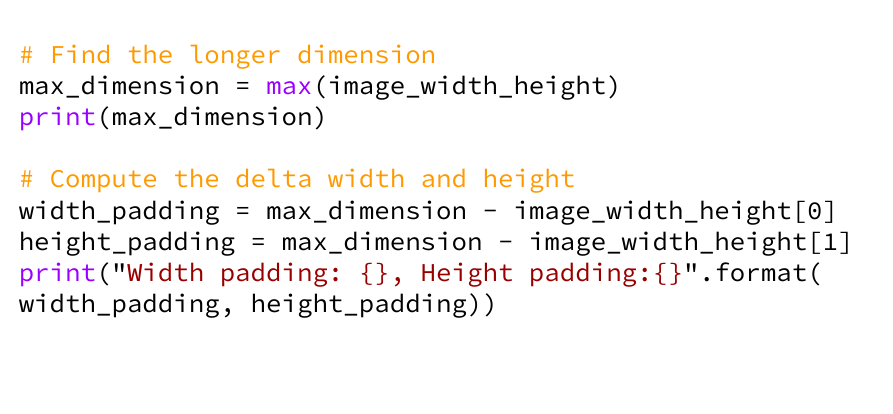 # Find the longer dimension
max_dimension = max(image_width_height)
print(max_dimension)
# Compute the delta width and height
width_padding = max_dimension - image_width_height[0]
height_padding = max_dimension - image_width_height[1]
print("Width padding: {}, Height padding:{}".format(
width_padding, height_padding))